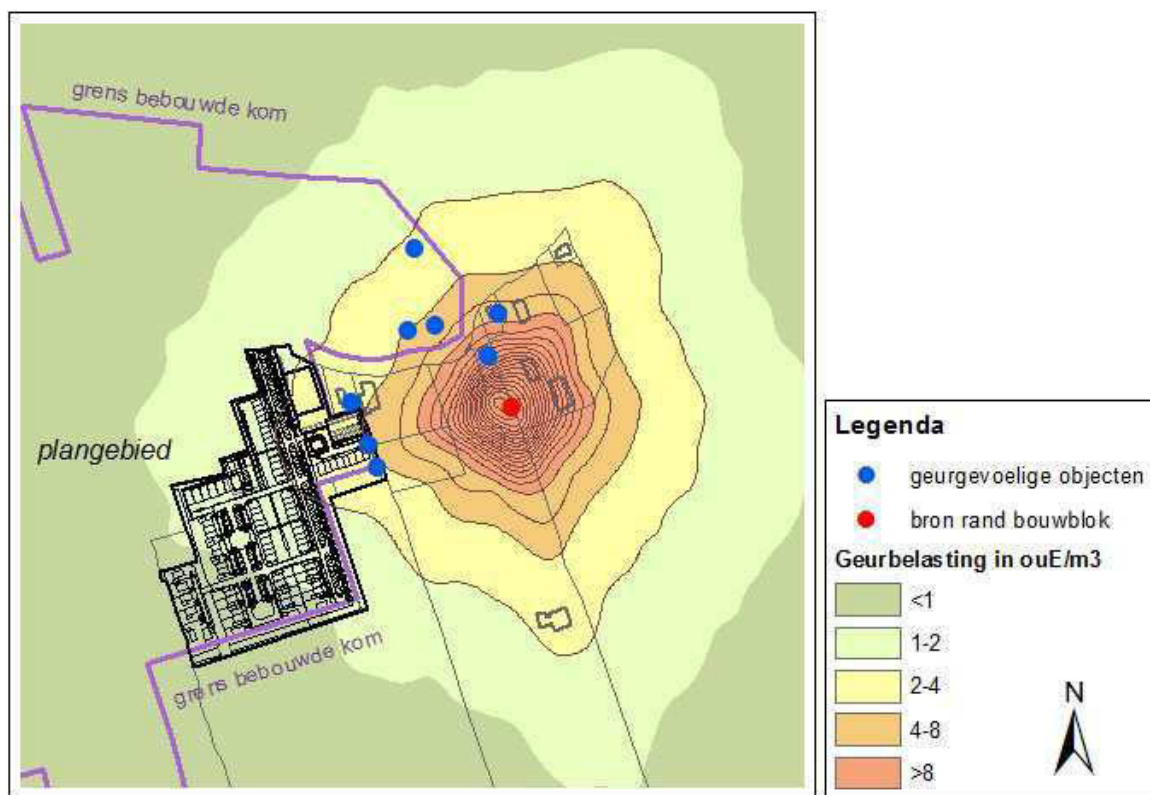 grens bebouwde kom
plangebied
grens bebouwde kom
Legenda
geurgevoelige objecten
bron rand bouwblok
Geurbelasting in ouE/m3
<1
1-2
2-4
4-8
>8
N